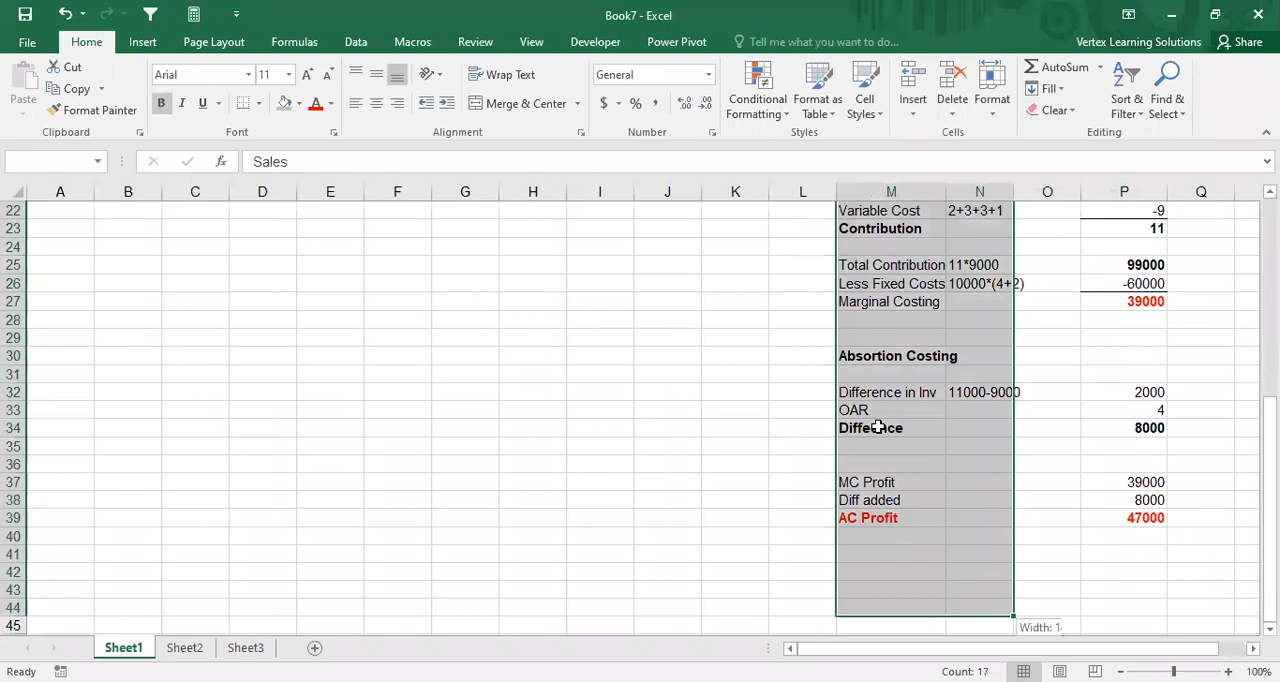 Book7 - Excel
File Home Insert Page Layout Formulas Data Macros Review View Developer Power Pivot Tell me what you want to do... Vertex Learning Solutions Share
Cut Arial 11 Wrap Text General AutoSum
Copy Fill
Paste Format Painter B I U Merge & Center $ % Conditional Formatting Format as Table Cell Styles Insert Delete Format Clear Sort & Filter Find & Select
Clipboard Font Alignment Number Styles Cells Editing
fx Sales
A B C D E F G H I J K L M N O P Q
22 Variable Cost 2+3+3+1 -9
23 Contribution 11
24
25 Total Contribution 11*9000 99000
26 Less Fixed Costs 10000*(4+2) -60000
27 Marginal Costing 39000
28
29
30 Absortion Costing
31
32 Difference in Inv 11000-9000 2000
33 OAR 4
34 Difference 8000
35
36
37 MC Profit 39000
38 Diff added 8000
39 AC Profit 47000
40
41
42
43
44
45 Width: 1
Sheet1 Sheet2 Sheet3
Ready Count: 17 100%